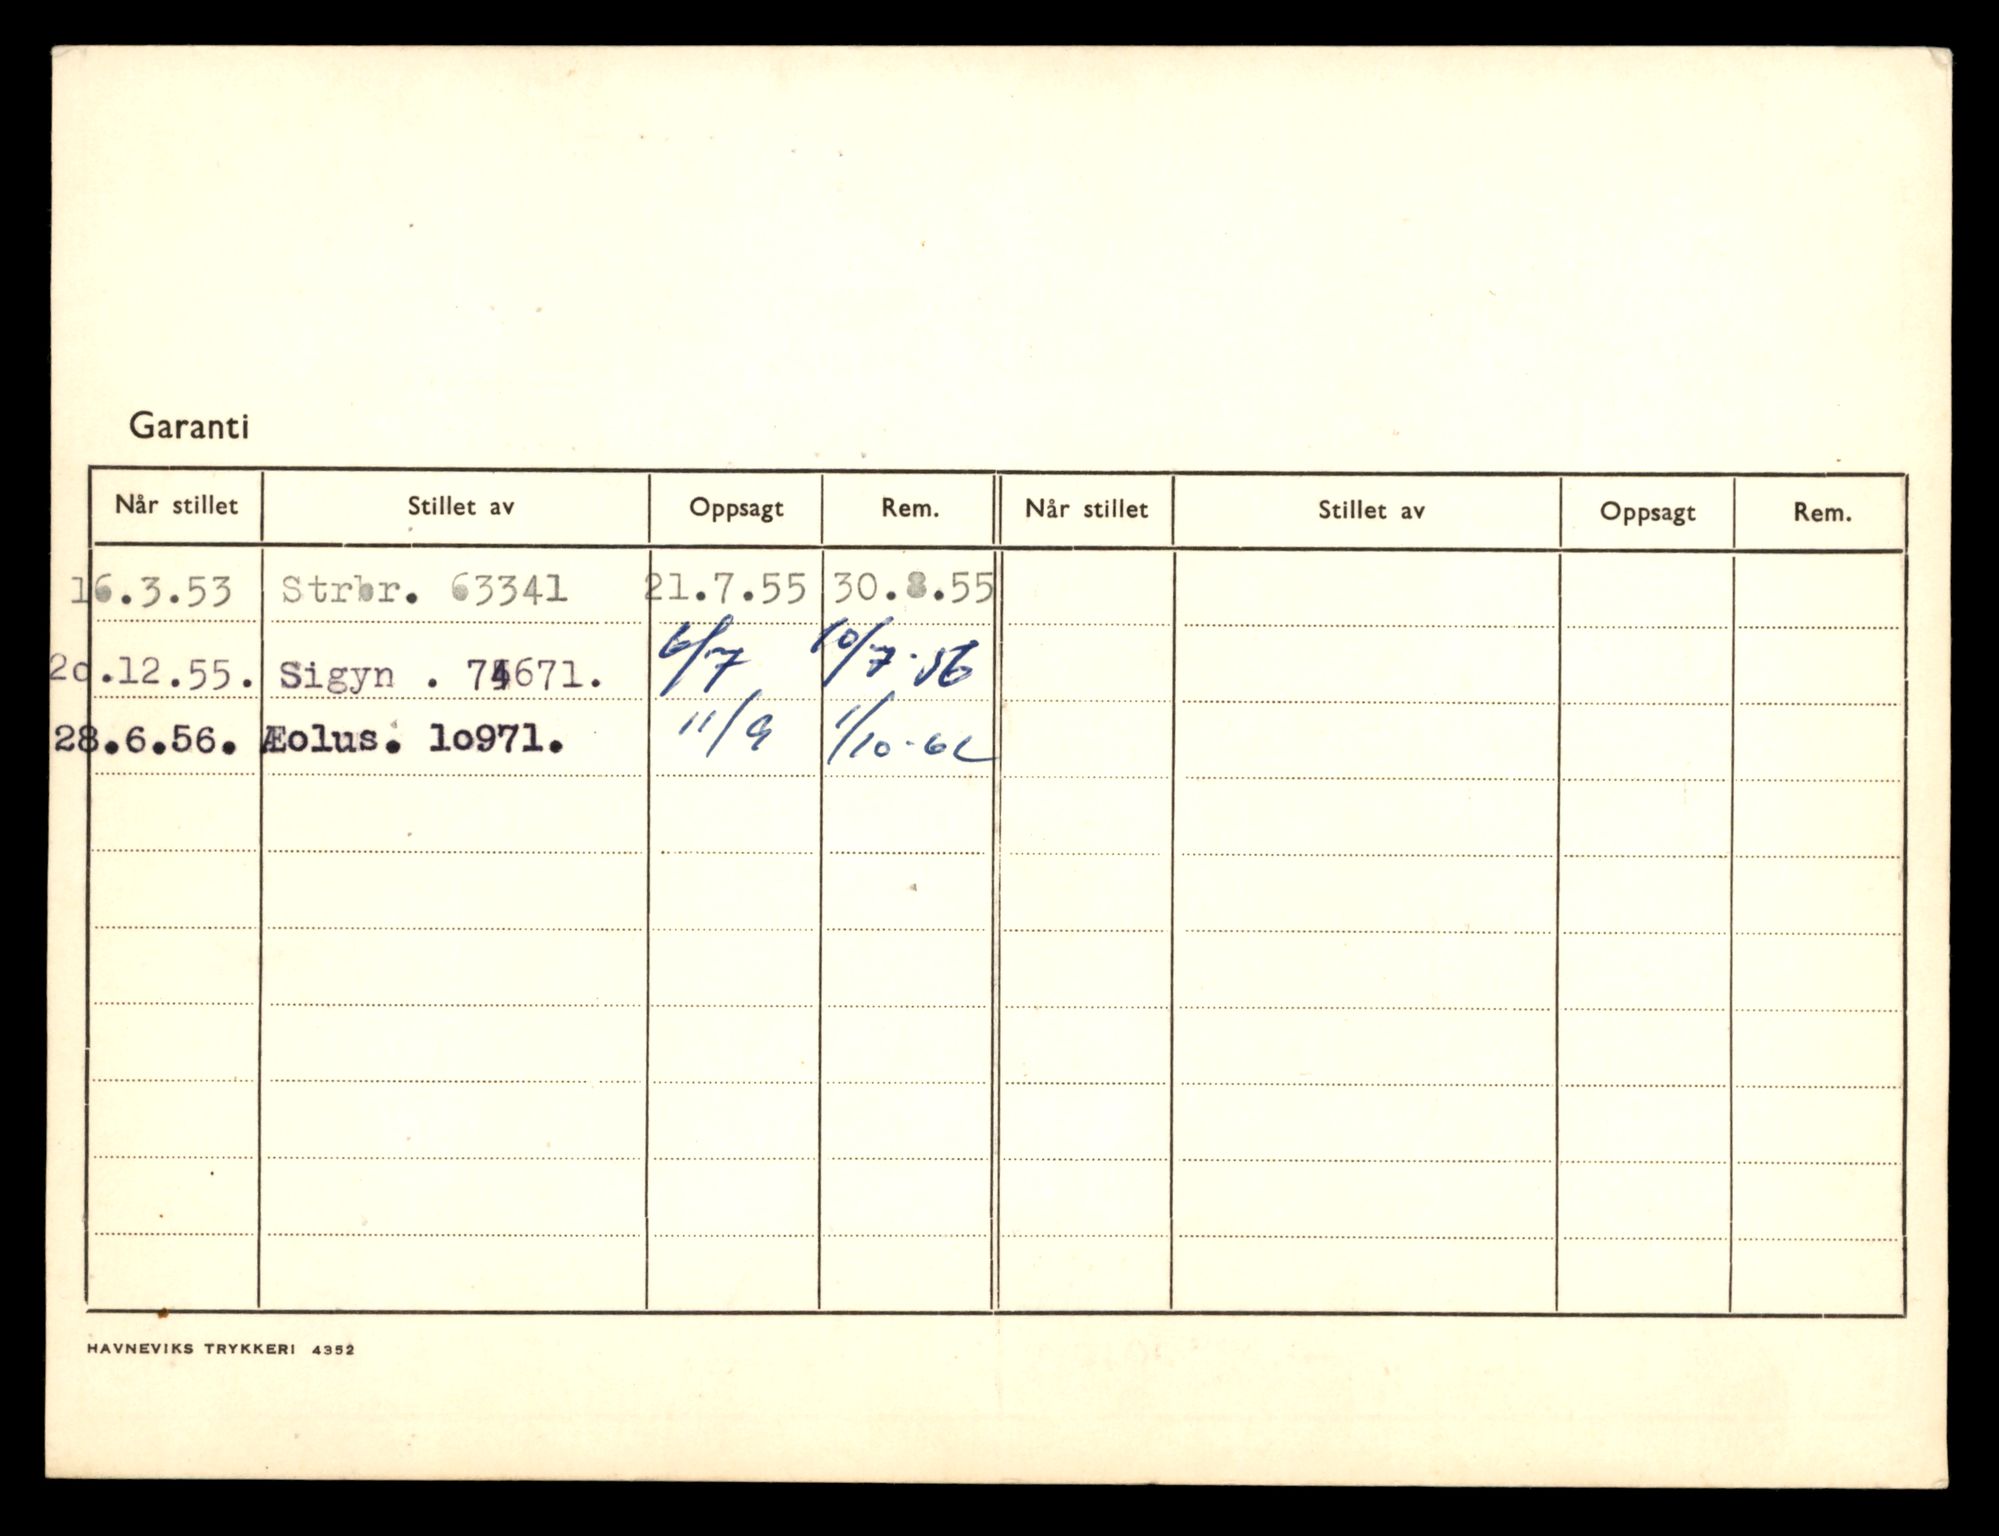 Garanti
Når stillet Stillet av Oppsagt Rem. Når stillet Stillet av Oppsagt Rem.
16.3.53 Strbr. 63341 21.7.55 30.8.55
2o.12.55. Sigyn . 74671. 6/7 10/7-56
28.6.56. Æolus. 1o971. 11/9 1/10-62
HAVNEVIKS TRYKKERI 4352